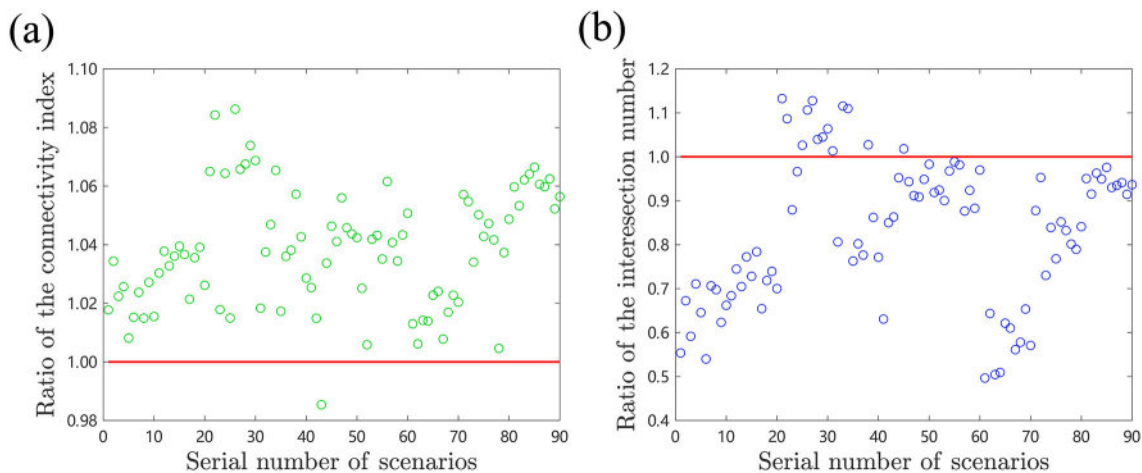 (a)
Ratio of the connectivity index
1.10
1.08
1.06
1.04
1.02
1.00
0.98
0 10 20 30 40 50 60 70 80 90
Serial number of scenarios
(b)
Ratio of the interesection number
1.2
1.1
1.0
0.9
0.8
0.7
0.6
0.5
0.4
0 10 20 30 40 50 60 70 80 90
Serial number of scenarios